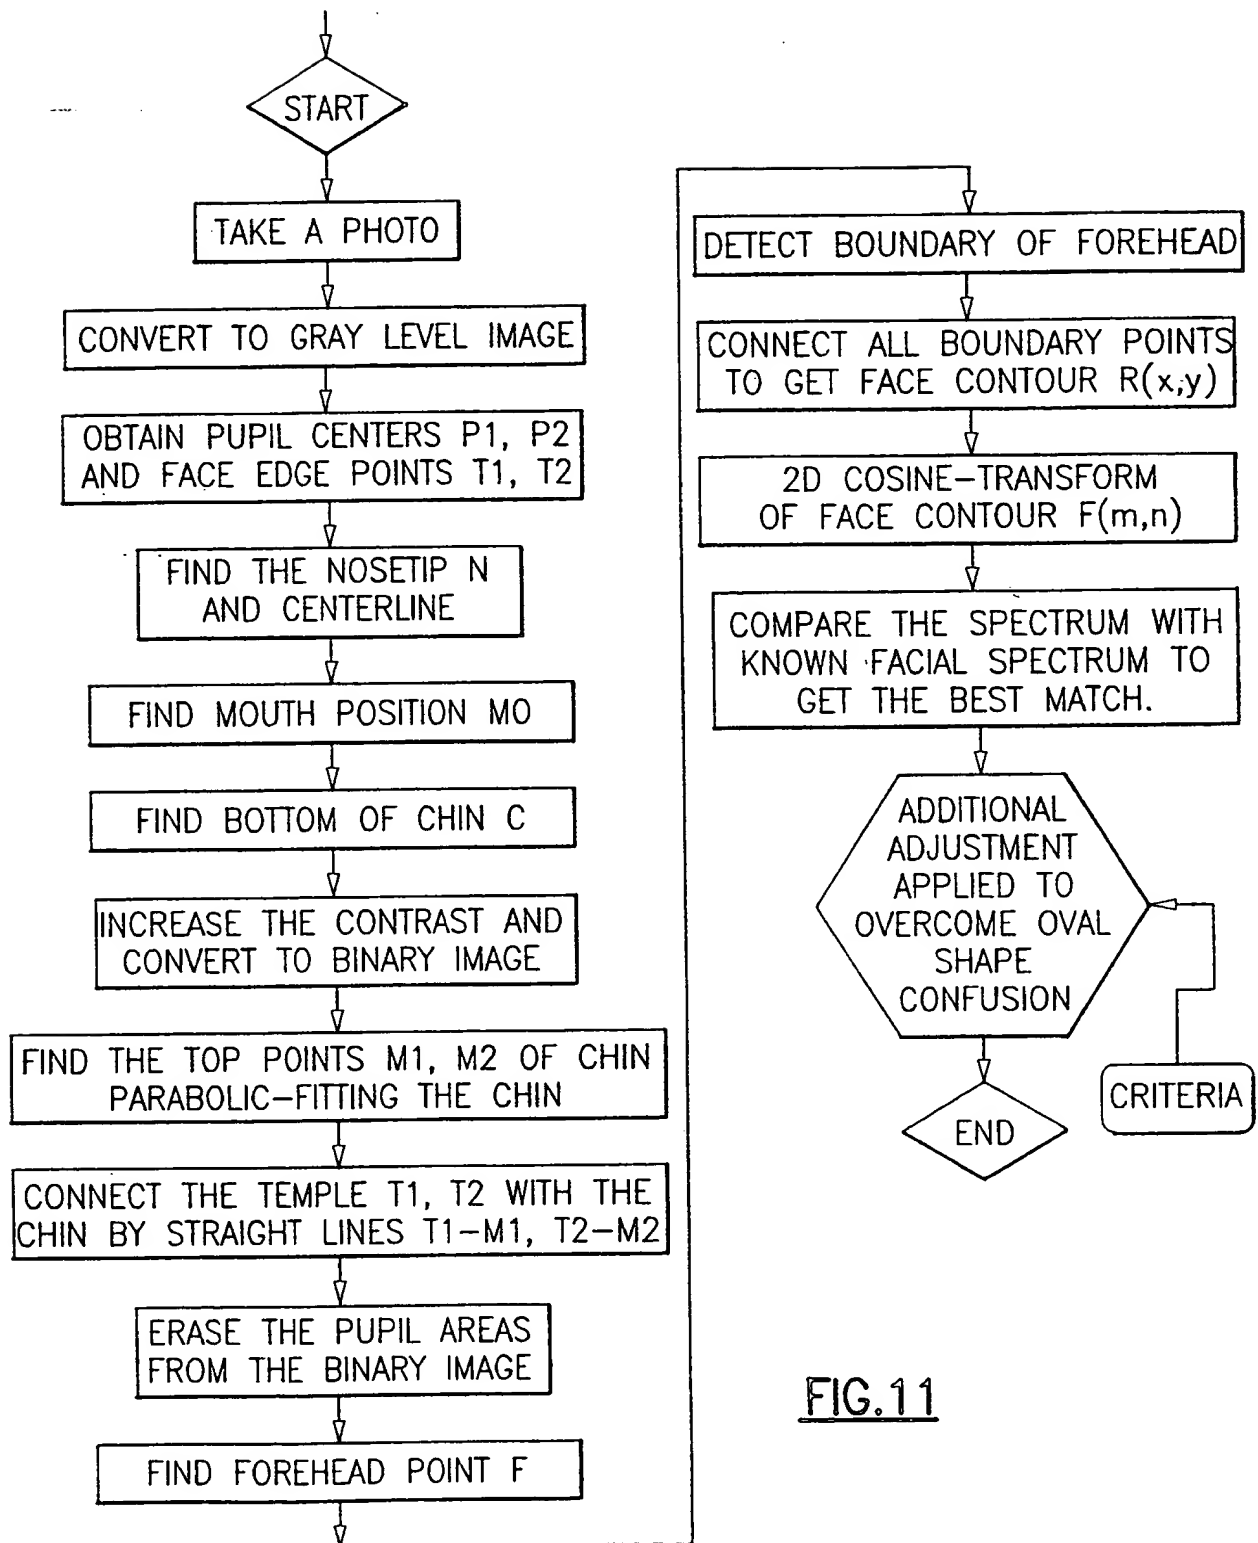 START
TAKE A PHOTO
CONVERT TO GRAY LEVEL IMAGE
OBTAIN PUPIL CENTERS P1, P2
AND FACE EDGE POINTS T1, T2
FIND THE NOSETIP N
AND CENTERLINE
FIND MOUTH POSITION MO
FIND BOTTOM OF CHIN C
INCREASE THE CONTRAST AND
CONVERT TO BINARY IMAGE
FIND THE TOP POINTS M1, M2 OF CHIN
PARABOLIC-FITTING THE CHIN
CONNECT THE TEMPLE T1, T2 WITH THE
CHIN BY STRAIGHT LINES T1-M1, T2-M2
ERASE THE PUPIL AREAS
FROM THE BINARY IMAGE
FIND FOREHEAD POINT F
DETECT BOUNDARY OF FOREHEAD
CONNECT ALL BOUNDARY POINTS
TO GET FACE CONTOUR R(x,y)
2D COSINE-TRANSFORM
OF FACE CONTOUR F(m,n)
COMPARE THE SPECTRUM WITH
KNOWN FACIAL SPECTRUM TO
GET THE BEST MATCH.
ADDITIONAL
ADJUSTMENT
APPLIED TO
OVERCOME OVAL
SHAPE
CONFUSION
CRITERIA
END
FIG.11